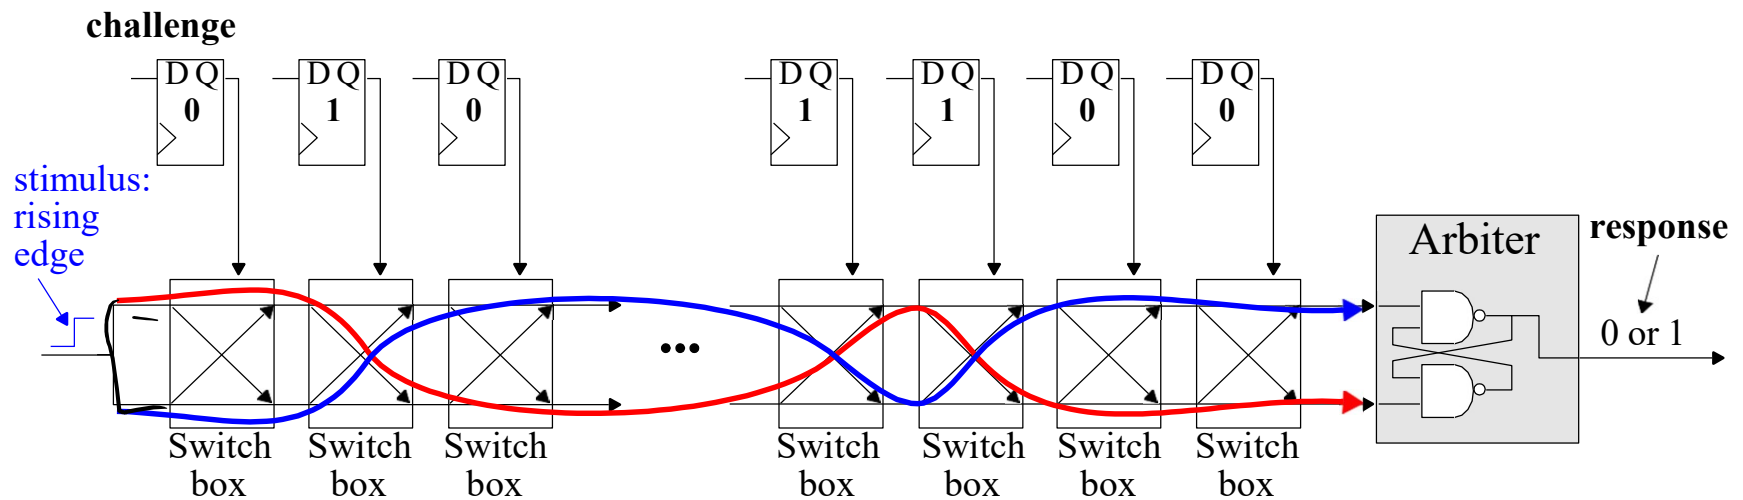 challenge
D Q D Q D Q D Q D Q D Q D Q
0 1 0 1 1 0 0
stimulus:
rising
edge
Arbiter
response
0 or 1
•••
Switch Switch Switch Switch Switch Switch Switch
box box box box box box box